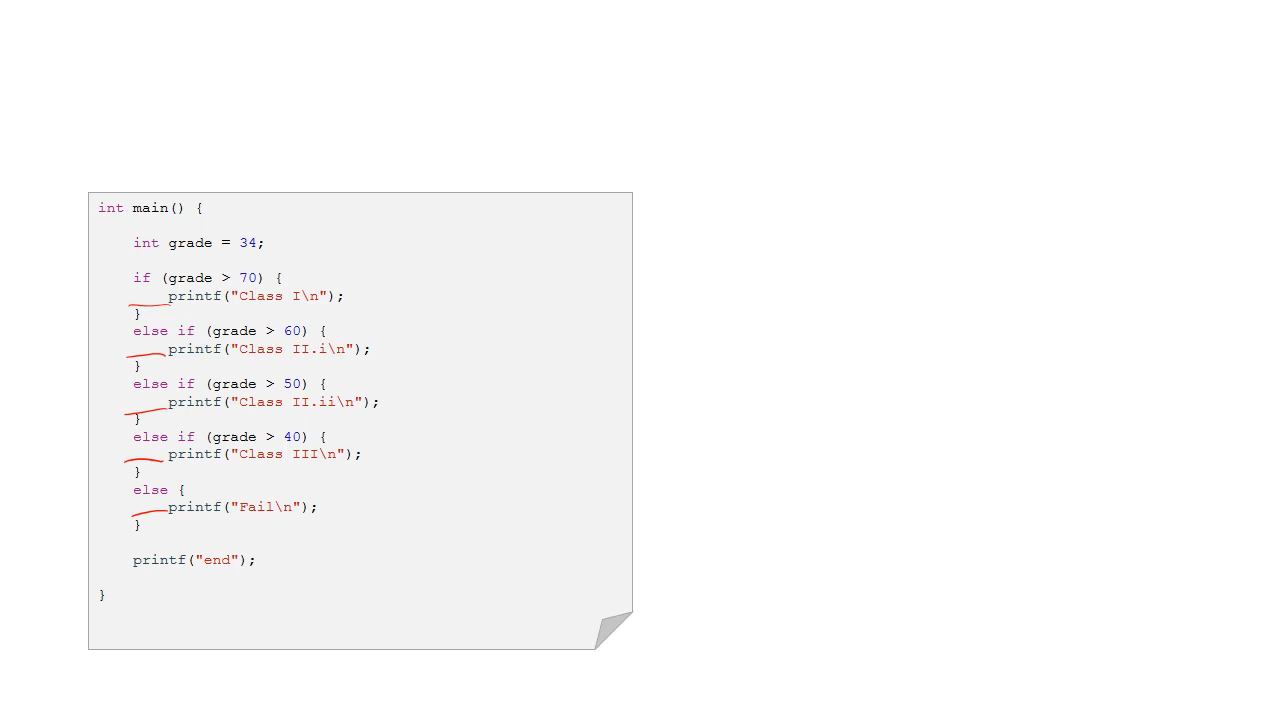 int main() {
int grade = 34;
if (grade > 70) {
printf("Class I\n");
}
else if (grade > 60) {
printf("Class II.i\n");
}
else if (grade > 50) {
printf("Class II.ii\n");
}
else if (grade > 40) {
printf("Class III\n");
}
else {
printf("Fail\n");
}
printf("end");
}